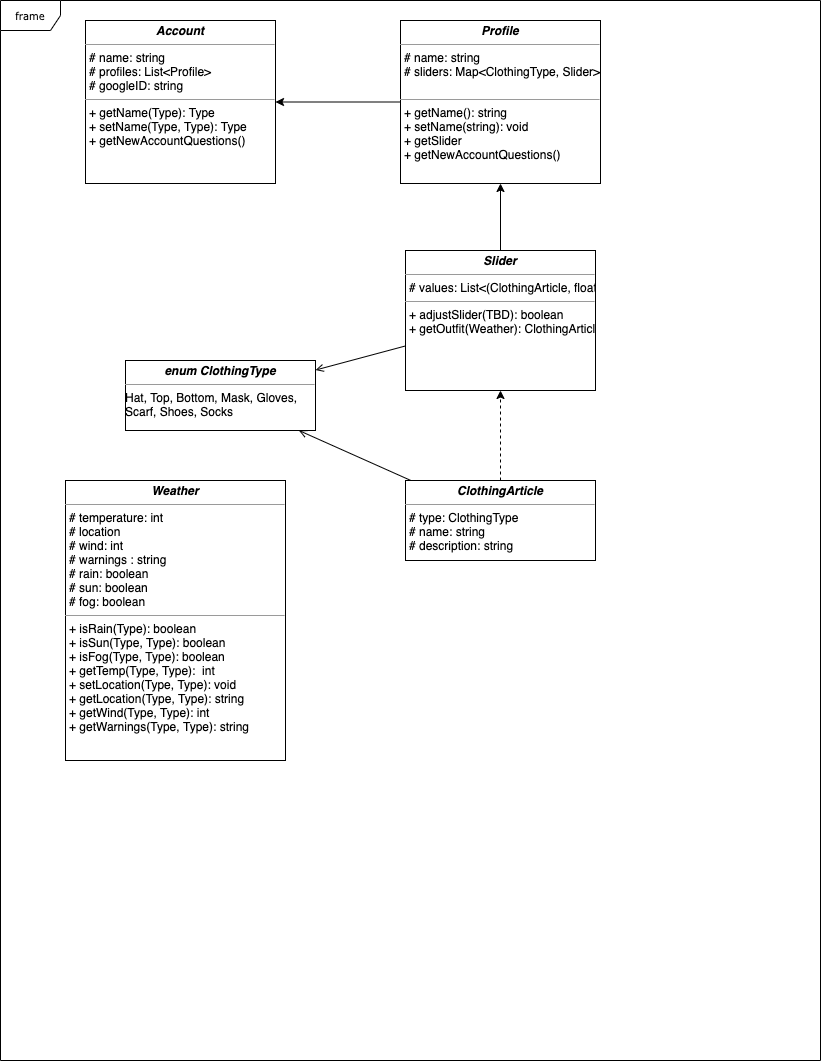 frame
Account
# name: string
# profiles: List<Profile>
# googleID: string
+ getName(Type): Type
+ setName(Type, Type): Type
+ getNewAccountQuestions()
Profile
# name: string
# sliders: Map<ClothingType, Slider>
+ getName(): string
+ setName(string): void
+ getSlider
+ getNewAccountQuestions()
Slider
# values: List<(ClothingArticle, float
+ adjustSlider(TBD): boolean
+ getOutfit(Weather): ClothingArticl
enum ClothingType
Hat, Top, Bottom, Mask, Gloves,
Scarf, Shoes, Socks
Weather
# temperature: int
# location
# wind: int
# warnings : string
# rain: boolean
# sun: boolean
# fog: boolean
+ isRain(Type): boolean
+ isSun(Type, Type): boolean
+ isFog(Type, Type): boolean
+ getTemp(Type, Type):  int
+ setLocation(Type, Type): void
+ getLocation(Type, Type): string
+ getWind(Type, Type): int
+ getWarnings(Type, Type): string
ClothingArticle
# type: ClothingType
# name: string
# description: string